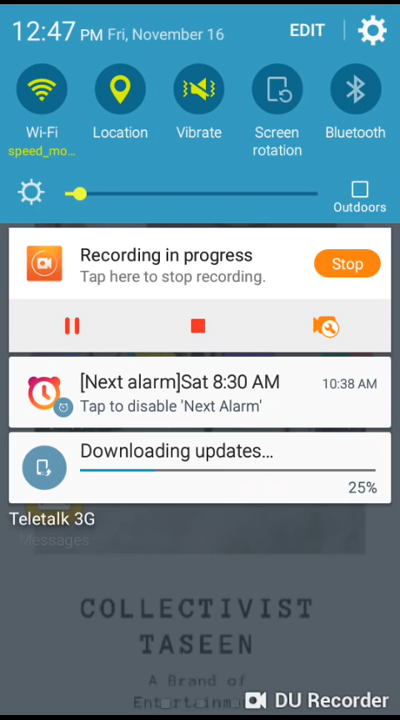 12:47 PM Fri, November 16
EDIT
Wi-Fi
speed_mo...
Location
Vibrate
Screen
rotation
Bluetooth
Outdoors
Recording in progress
Tap here to stop recording.
Stop
[Next alarm]Sat 8:30 AM
10:38 AM
Tap to disable 'Next Alarm'
Downloading updates...
25%
Teletalk 3G
Messages
COLLECTIVIST
TASEEN
A Brand of
DU Recorder